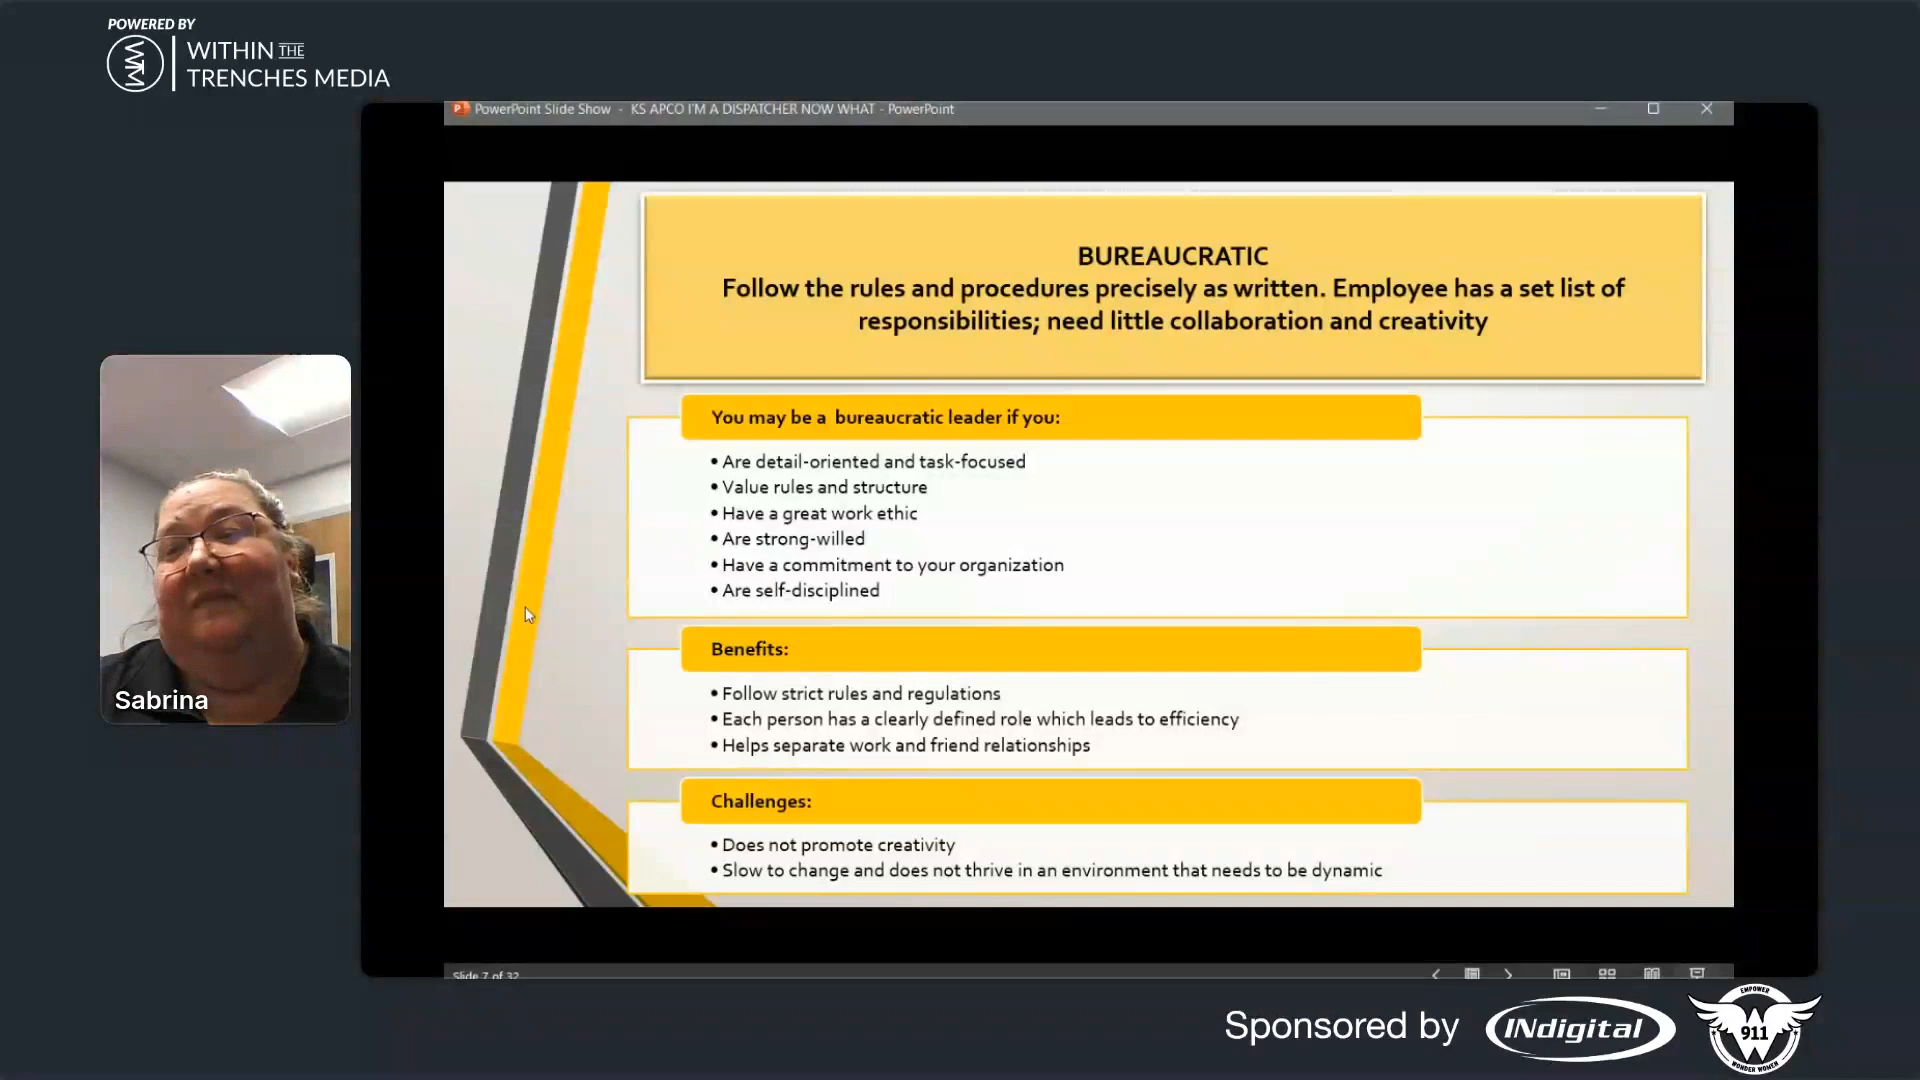 POWERED BY
WITHIN THE
TRENCHES MEDIA
PowerPoint Slide Show - KS APCO I'M A DISPATCHER NOW WHAT - PowerPoint
BUREAUCRATIC
Follow the rules and procedures precisely as written. Employee has a set list of
responsibilities; need little collaboration and creativity
You may be a bureaucratic leader if you:
• Are detail-oriented and task-focused
• Value rules and structure
• Have a great work ethic
• Are strong-willed
• Have a commitment to your organization
• Are self-disciplined
Benefits:
• Follow strict rules and regulations
• Each person has a clearly defined role which leads to efficiency
• Helps separate work and friend relationships
Challenges:
• Does not promote creativity
• Slow to change and does not thrive in an environment that needs to be dynamic
Sabrina
Slide 7 of 32
Sponsored by
INdigital
EMPOWER
911
W
WONDER WOMEN